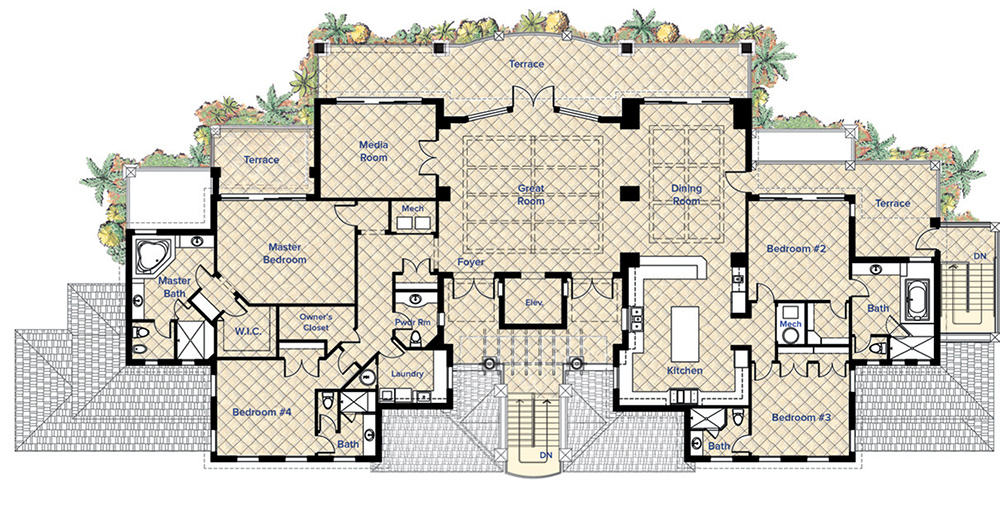 Terrace
Media
Room
Terrace
Great
Room
Dining
Room
Terrace
Mech
Master
Bedroom
Foyer
Bedroom #2
DN
Master
Bath
Elev.
Bath
W.I.C.
Owner's
Closet
Pwdr Rm
Mech
Laundry
Kitchen
Bedroom #4
Bath
Bedroom #3
Bath
DN